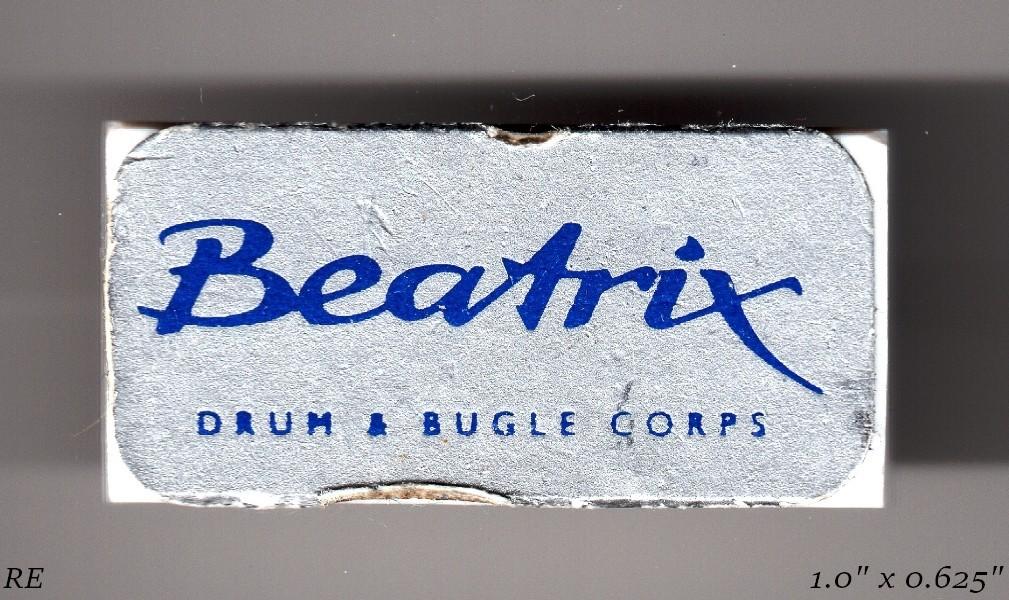 Beatrix
DRUM & BUGLE CORPS
RE
1.0" x 0.625"